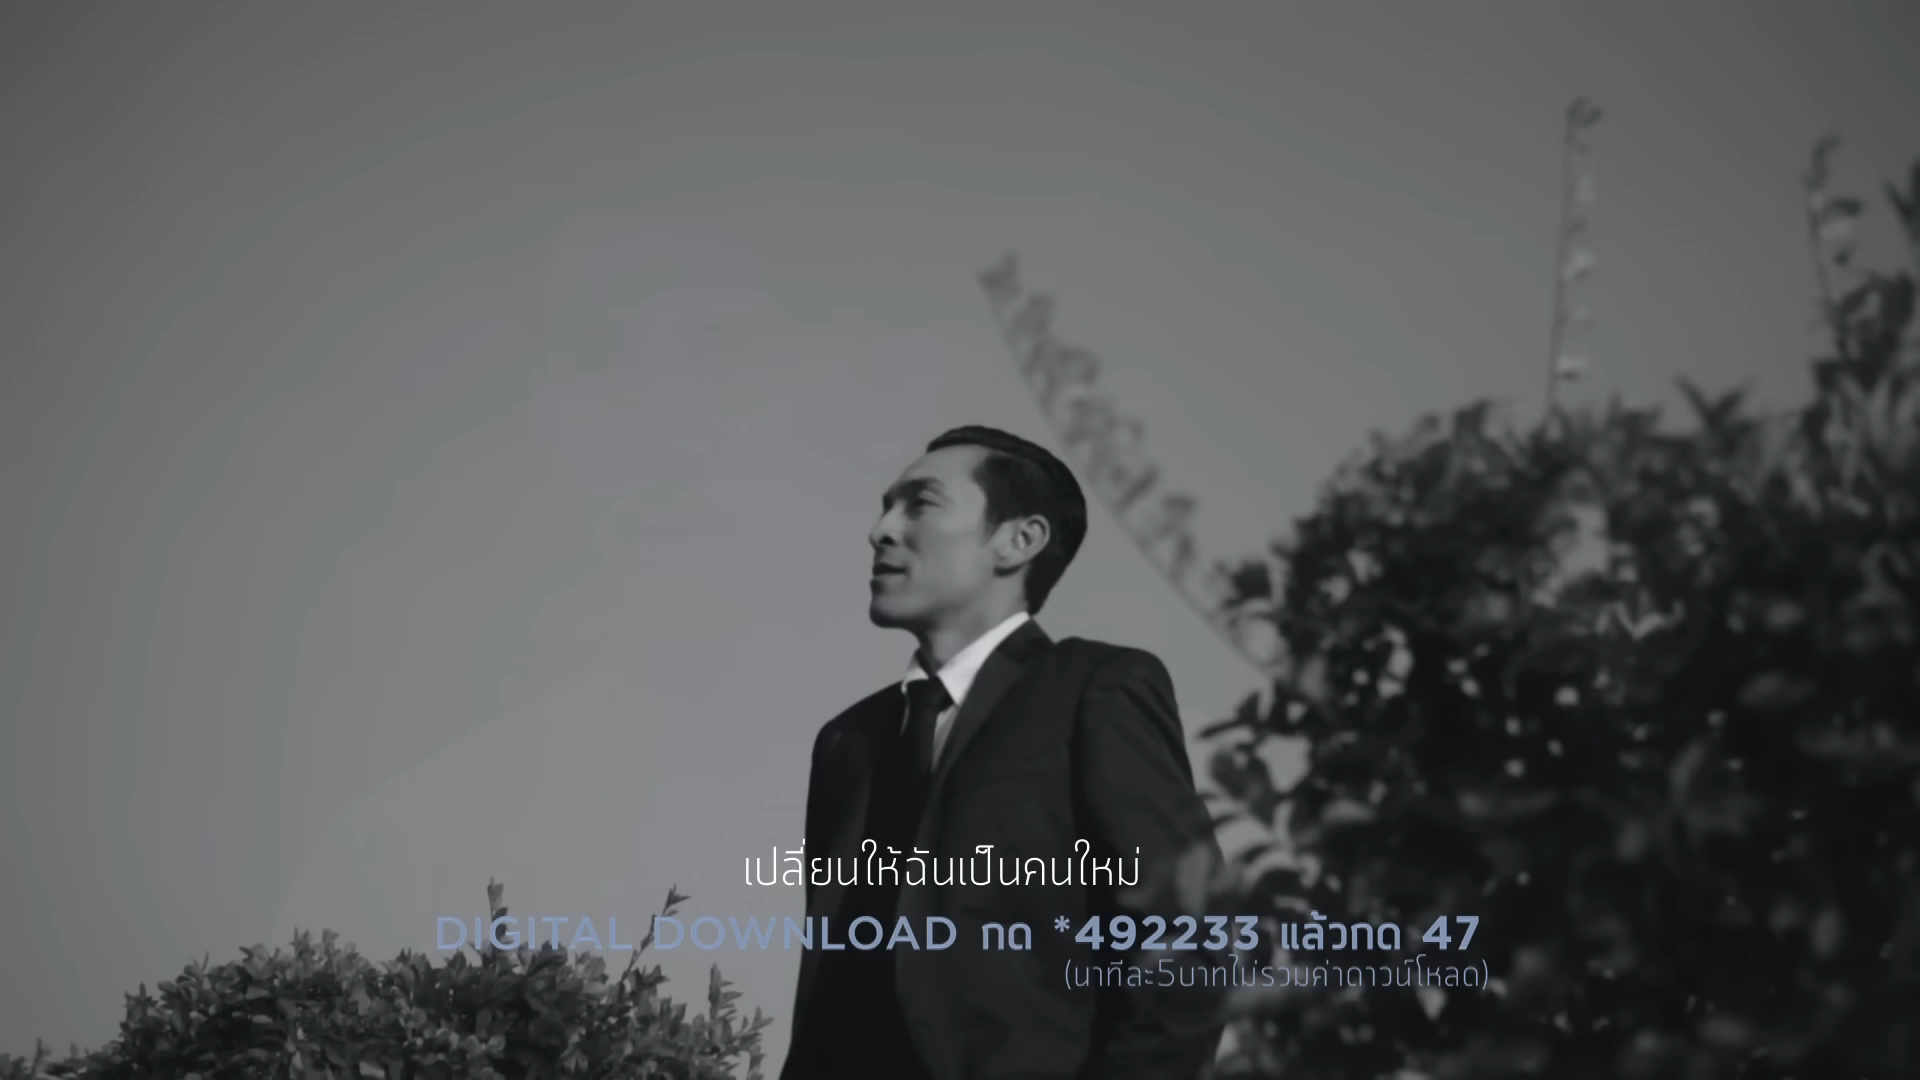 เปลี่ยนให้ฉันเป็นคนใหม่
DIGITAL DOWNLOAD กด *492233 แล้วกด 47
(นาทีละ5บาทไม่รวมค่าดาวน์โหลด)